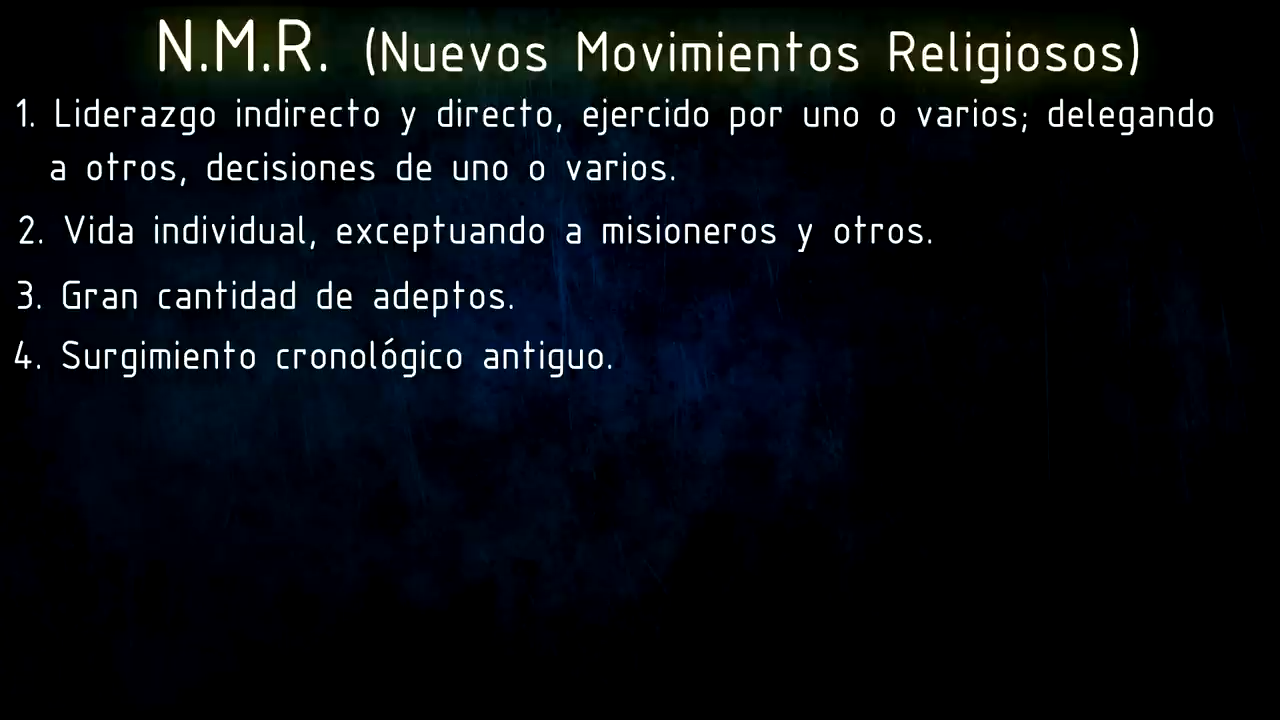 N.M.R. (Nuevos Movimientos Religiosos)
1. Liderazgo indirecto y directo, ejercido por uno o varios; delegando
a otros, decisiones de uno o varios.
2. Vida individual, exceptuando a misioneros y otros.
3. Gran cantidad de adeptos.
4. Surgimiento cronológico antiguo.